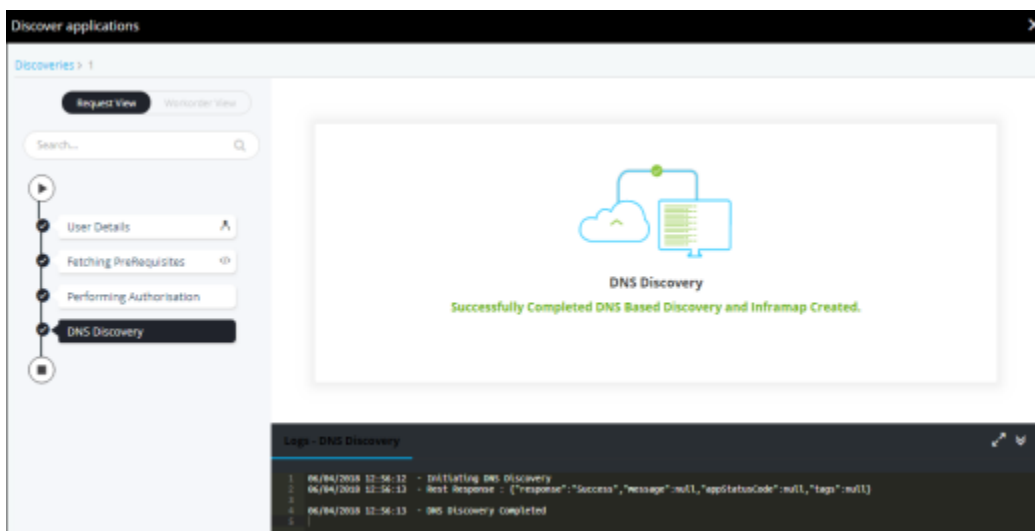 Discover applications
Discoveries > 1
Request View
Workorder View
Search...
User Details
Fetching PreRequisites
Performing Authorisation
DNS Discovery
DNS Discovery
Successfully Completed DNS Based Discovery and Inframap Created.
Logs - DNS Discovery
1 06/04/2018 12:56:12 - Initiating DNS Discovery
2 06/04/2018 12:56:13 - Rest Response : {"response":"Success","message":null,"appStatusCode":null,"tags":null}
3
4 06/04/2018 12:56:13 - DNS Discovery Completed
5